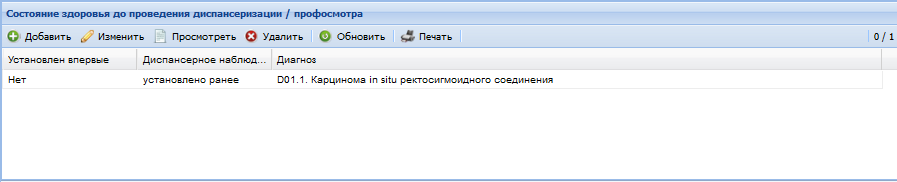 Состояние здоровья до проведения диспансеризации / профосмотра
Добавить Изменить Просмотреть Удалить Обновить Печать 0 / 1
Установлен впервые Диспансерное наблюд... Диагноз
Нет установлено ранее D01.1. Карцинома in situ ректосигмоидного соединения